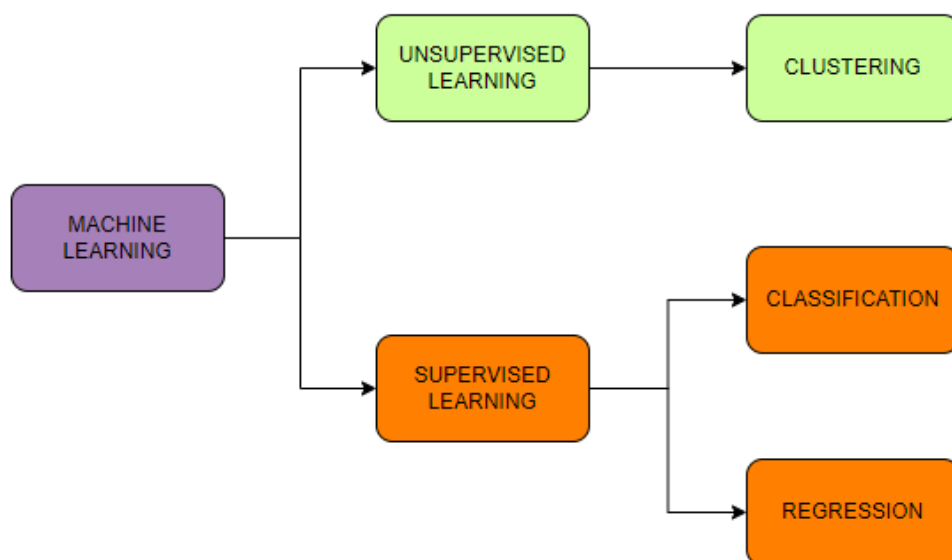 UNSUPERVISED
LEARNING
CLUSTERING
MACHINE
LEARNING
CLASSIFICATION
SUPERVISED
LEARNING
REGRESSION